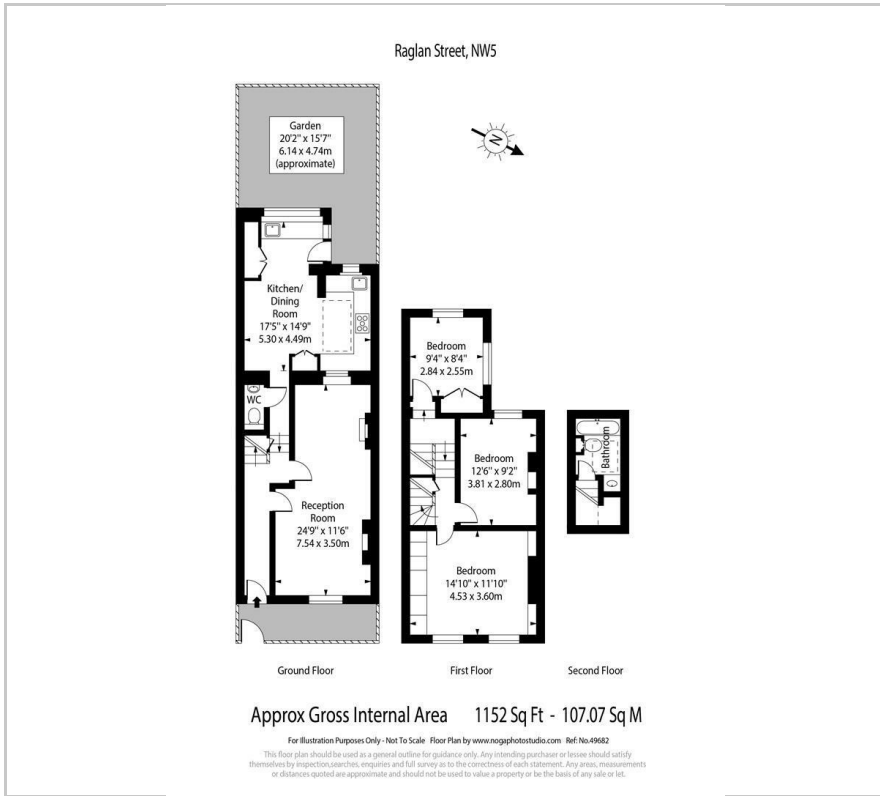 Raglan Street, NW5
Garden
20'2" x 15'7"
6.14 x 4.74m
(approximate)
N
Kitchen/
Dining
Room
17'5" x 14'9"
5.30 x 4.49m
WC
Reception
Room
24'9" x 11'6"
7.54 x 3.50m
Bedroom
9'4" x 8'4"
2.84 x 2.55m
Bedroom
12'6" x 9'2"
3.81 x 2.80m
Bedroom
14'10" x 11'10"
4.53 x 3.60m
Bathroom
Ground Floor
First Floor
Second Floor
Approx Gross Internal Area 1152 Sq Ft - 107.07 Sq M
For Illustration Purposes Only - Not To Scale Floor Plan by www.nogaphotostudio.com Ref: No.49682
This floor plan should be used as a general outline for guidance only. Any intending purchaser or lessee should satisfy
themselves by inspection,searches, enquiries and full survey as to the correctness of each statement. Any areas, measurements
or distances quoted are approximate and should not be used to value a property or be the basis of any sale or let.